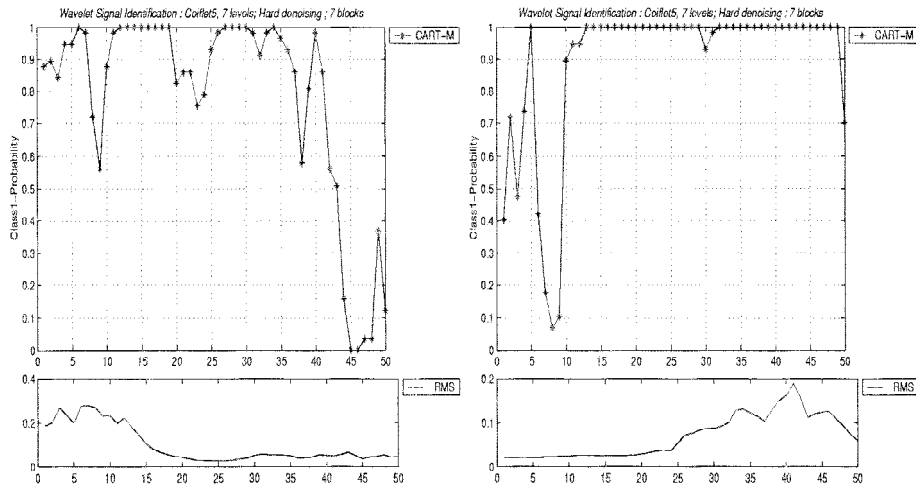 Wavelet Signal Identification : Coiflet5, 7 levels; Hard denoising ; 7 blocks
CART-M
Class1-Probability
1
0.9
0.8
0.7
0.6
0.5
0.4
0.3
0.2
0.1
0
0 5 10 15 20 25 30 35 40 45 50
RMS
0.4
0.2
0
0 5 10 15 20 25 30 35 40 45 50
Wavelet Signal Identification : Coiflet5, 7 levels; Hard denoising ; 7 blocks
CART-M
Class1-Probability
1
0.9
0.8
0.7
0.6
0.5
0.4
0.3
0.2
0.1
0
0 5 10 15 20 25 30 35 40 45 50
RMS
0.2
0.1
0
0 5 10 15 20 25 30 35 40 45 50